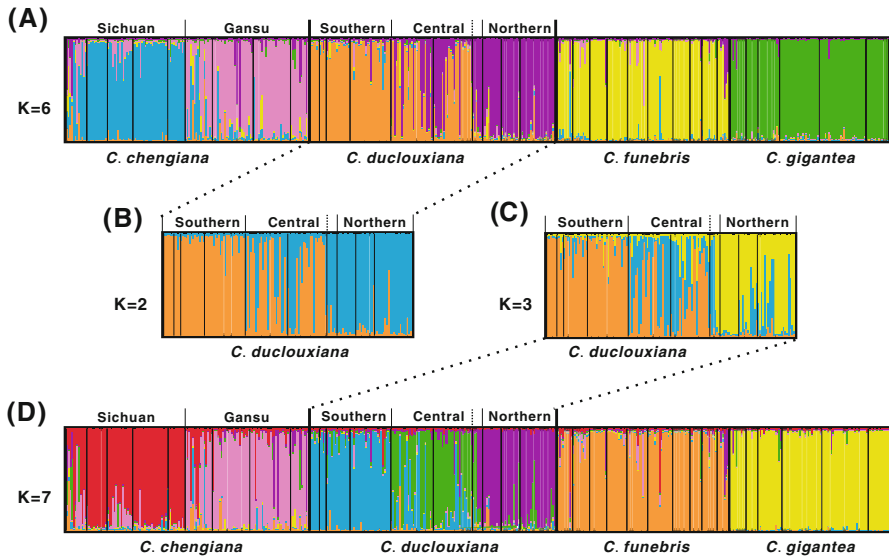 (A)
Sichuan Gansu Southern Central Northern
K=6
C. chengiana C. duclouxiana C. funebris C. gigantea
(B) (C)
Southern Central Northern Southern Central Northern
K=2 K=3
C. duclouxiana C. duclouxiana
(D)
Sichuan Gansu Southern Central Northern
K=7
C. chengiana C. duclouxiana C. funebris C. gigantea